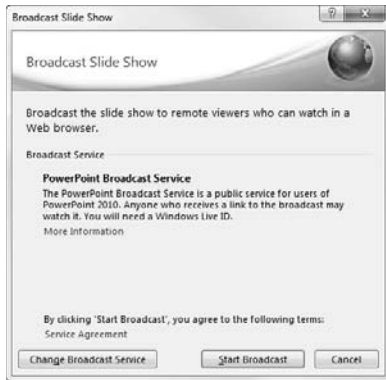 Broadcast Slide Show
Broadcast Slide Show
Broadcast the slide show to remote viewers who can watch in a
Web browser.
Broadcast Service
PowerPoint Broadcast Service
The PowerPoint Broadcast Service is a public service for users of
PowerPoint 2010. Anyone who receives a link to the broadcast may
watch it. You will need a Windows Live ID.
More Information
By clicking 'Start Broadcast', you agree to the following terms:
Service Agreement
Change Broadcast Service
Start Broadcast
Cancel